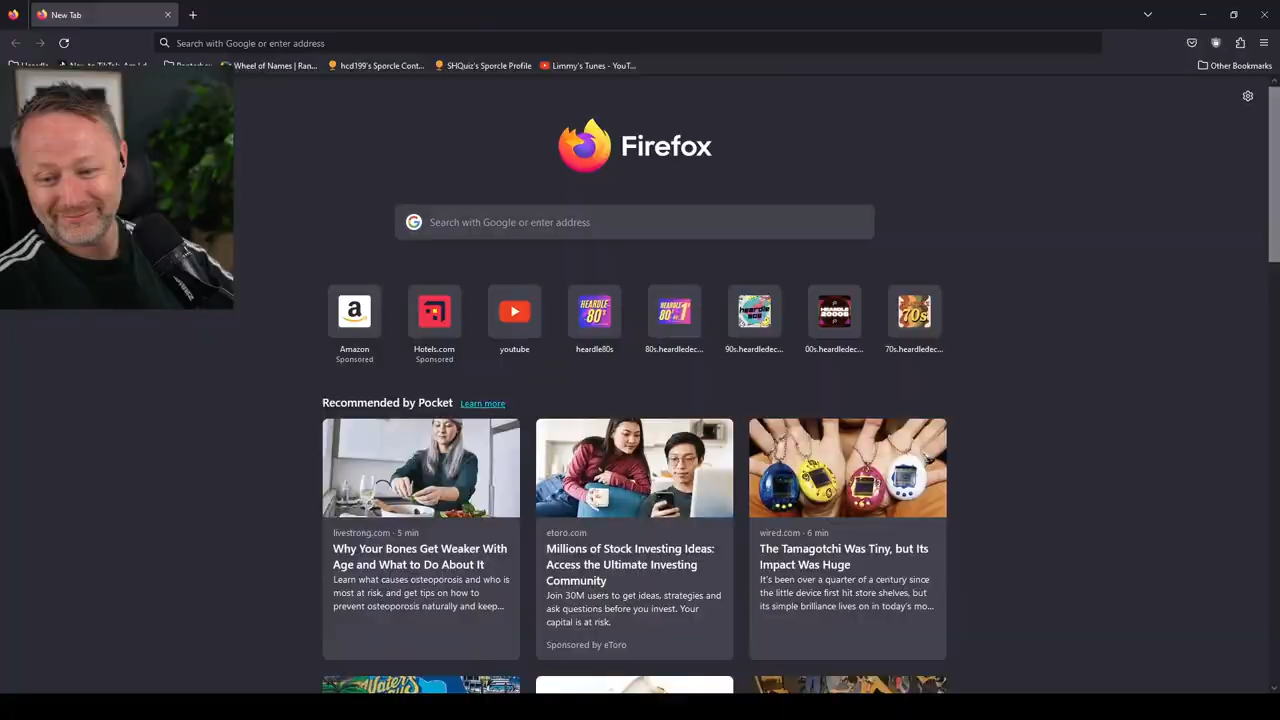 New Tab
Search with Google or enter address
Wheel of Names | Ran...
hcd199's Sporcle Cont...
SHQuiz's Sporcle Profile
Limmy's Tunes - YouT...
Other Bookmarks
Firefox
Search with Google or enter address
Amazon
Sponsored
Hotels.com
Sponsored
youtube
heardle80s
80s.heardledec...
90s.heardledec...
00s.heardledec...
70s.heardledec...
Recommended by Pocket Learn more
livestrong.com · 5 min
Why Your Bones Get Weaker With
Age and What to Do About It
Learn what causes osteoporosis and who is
most at risk, and get tips on how to
prevent osteoporosis naturally and keep...
etoro.com
Millions of Stock Investing Ideas:
Access the Ultimate Investing
Community
Join 30M users to get ideas, strategies and
ask questions before you invest. Your
capital is at risk.
Sponsored by eToro
wired.com · 6 min
The Tamagotchi Was Tiny, but Its
Impact Was Huge
It's been over a quarter of a century since
the little device first hit store shelves, but
its simple brilliance lives on in today's mo...